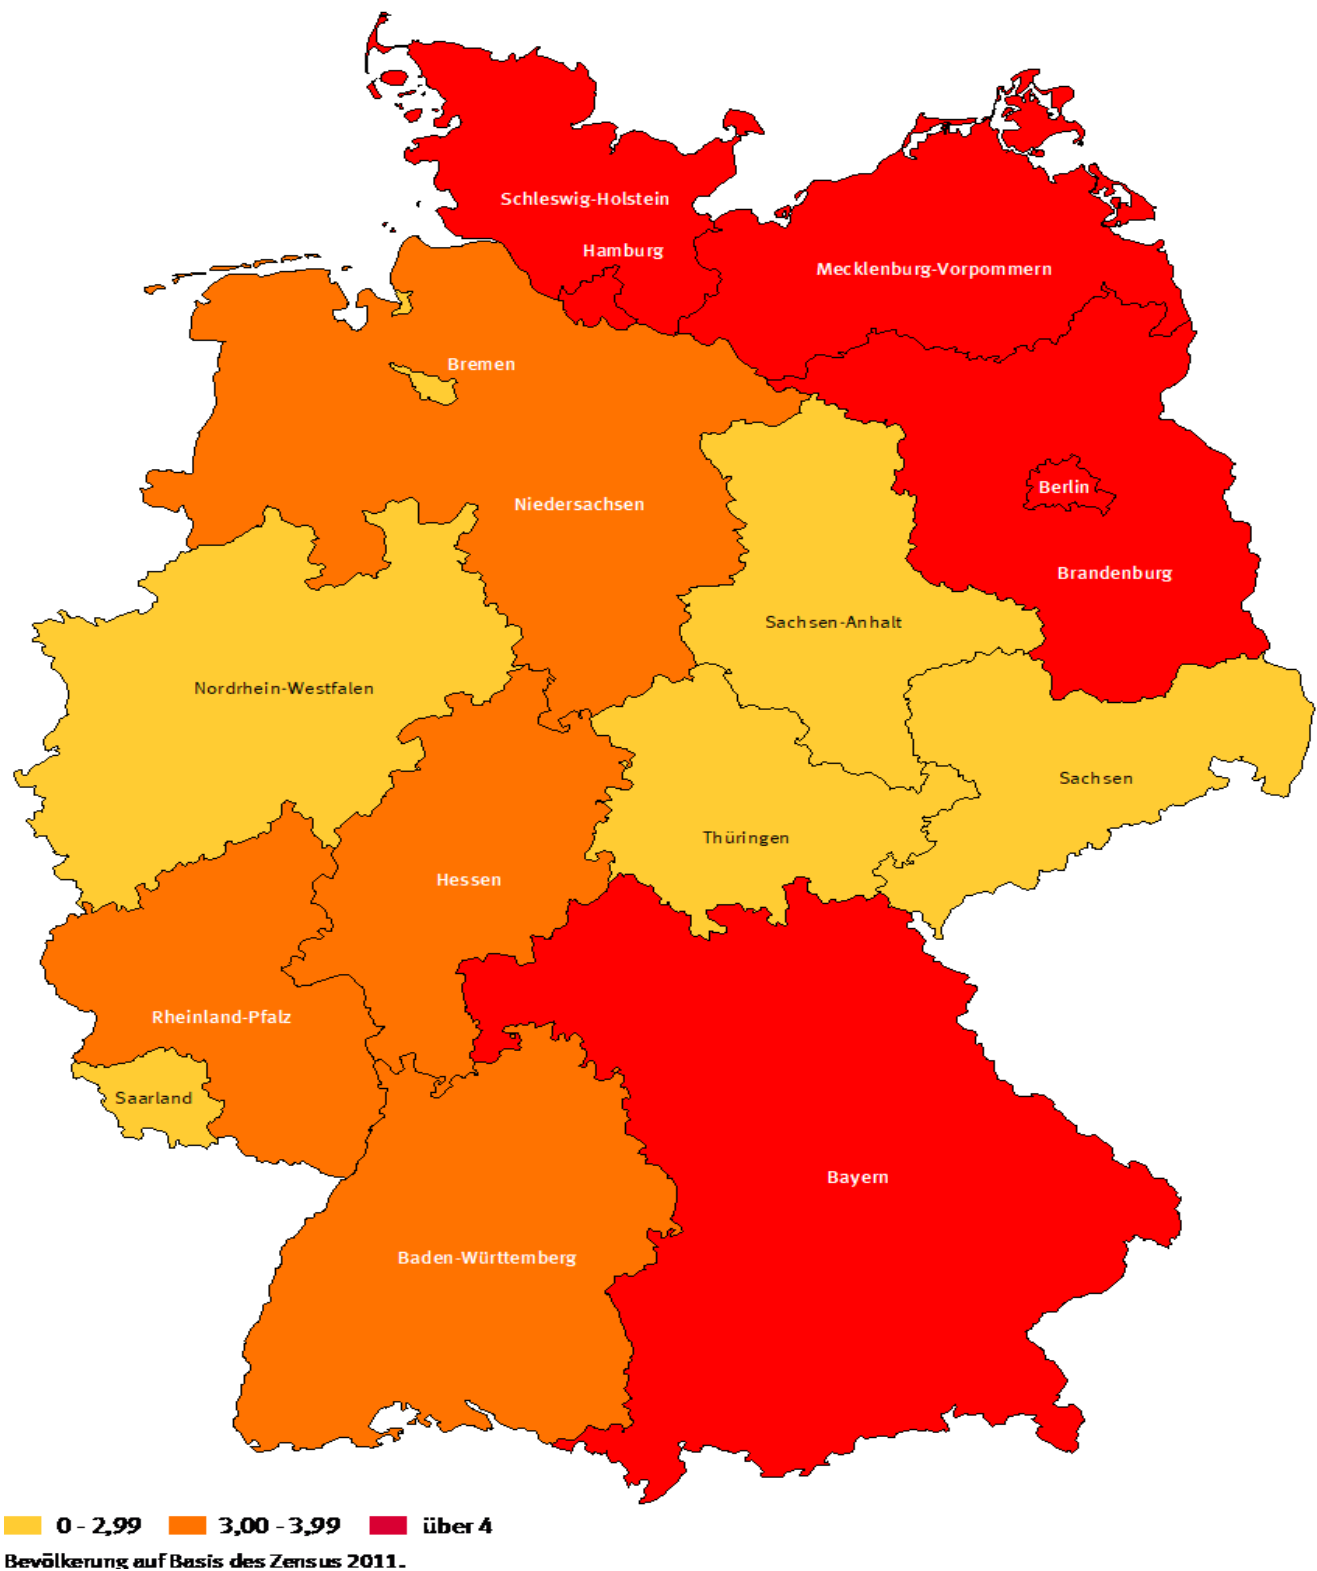 Schleswig-Holstein
Hamburg
Mecklenburg-Vorpommern
Bremen
Berlin
Niedersachsen
Brandenburg
Sachsen-Anhalt
Nordrhein-Westfalen
Sachsen
Thüringen
Hessen
Rheinland-Pfalz
Saarland
Bayern
Baden-Württemberg
0 - 2,99 3,00 - 3,99 über 4
Bevölkerung auf Basis des Zensus 2011.